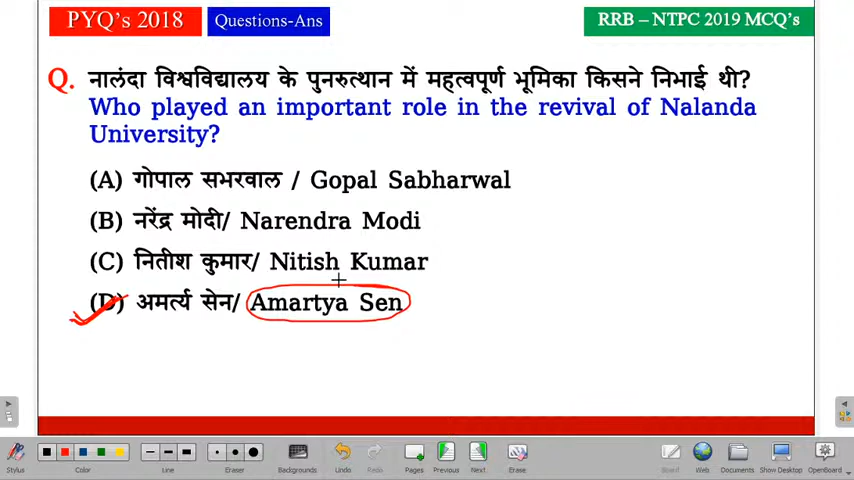 PYQ's 2018
Questions-Ans
RRB – NTPC 2019 MCQ's
Q. नालंदा विश्वविद्यालय के पुनरुत्थान में महत्वपूर्ण भूमिका किसने निभाई थी?
Who played an important role in the revival of Nalanda
University?
(A) गोपाल सभरवाल / Gopal Sabharwal
(B) नरेंद्र मोदी/ Narendra Modi
(C) नितीश कुमार/ Nitish Kumar
(D) अमर्त्य सेन/ Amartya Sen
Stylus Color Line Eraser Backgrounds Undo Redo Pages Previous Next Erase Board Web Documents Show Desktop OpenBoard